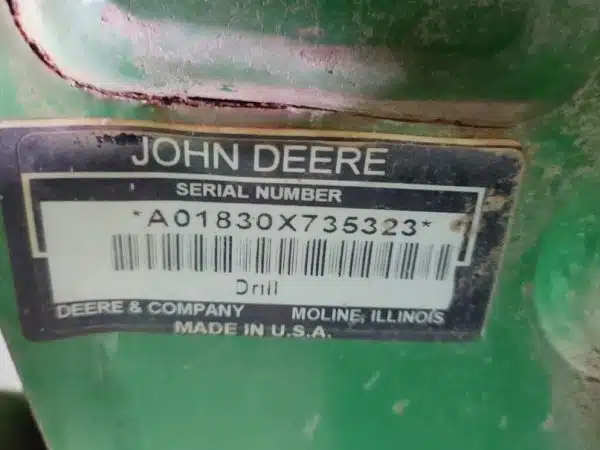 JOHN DEERE
SERIAL NUMBER
*A01830X735323*
Drill
DEERE & COMPANY MOLINE, ILLINOIS
MADE IN U.S.A.